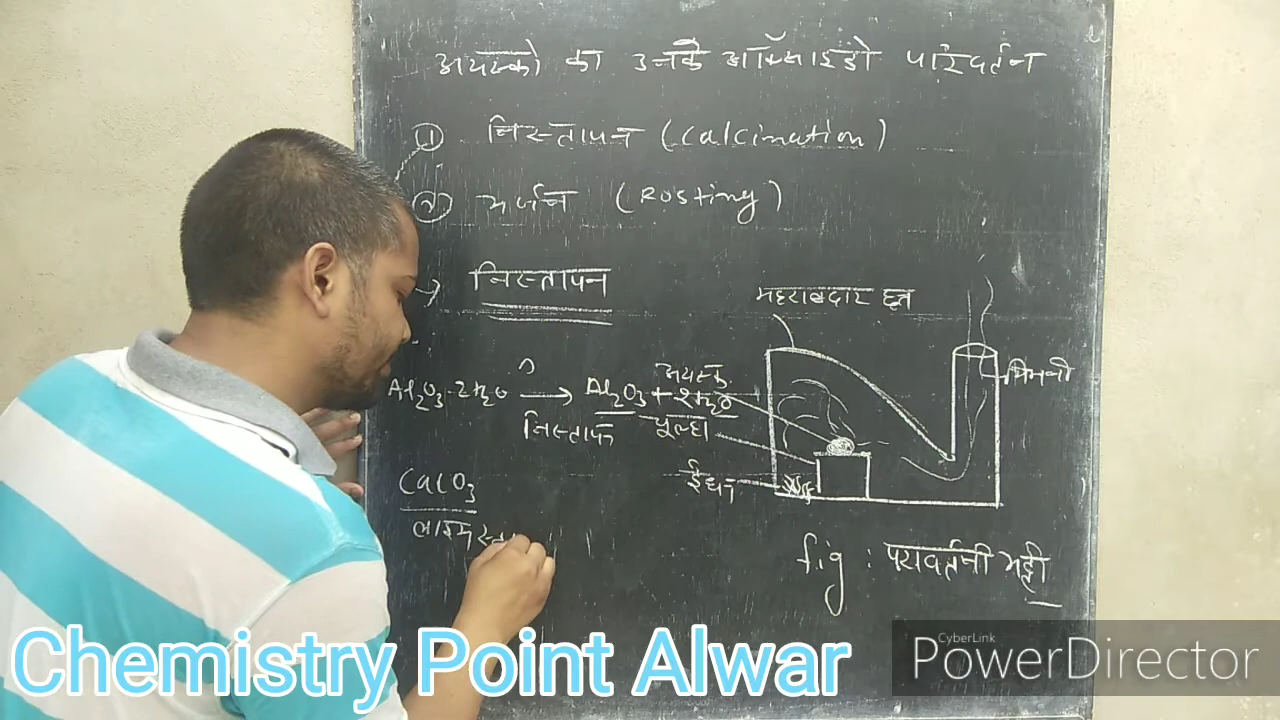 अयस्को का उनके ऑक्साइडो परिवर्तन
① निस्तापन (Calcination)
② भर्जन (Rosting)
→ निस्तापन
Al₂O₃·2H₂O →Δ Al₂O₃ + 2H₂O
निस्तापन
CaCO₃
लाइमस्ट
महराबदार छत
चिमनी
अयस्क
चूल्हा
ईंधन
fig : परावर्तनी भट्टी
Chemistry Point Alwar
CyberLink
PowerDirector